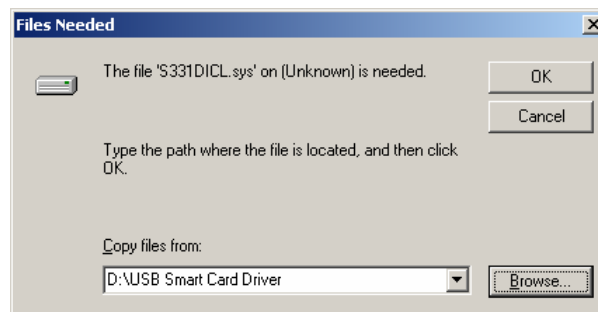 Files Needed
The file 'S331DICL.sys' on (Unknown) is needed.
OK
Cancel
Type the path where the file is located, and then click
OK.
Copy files from:
D:\USB Smart Card Driver
Browse...